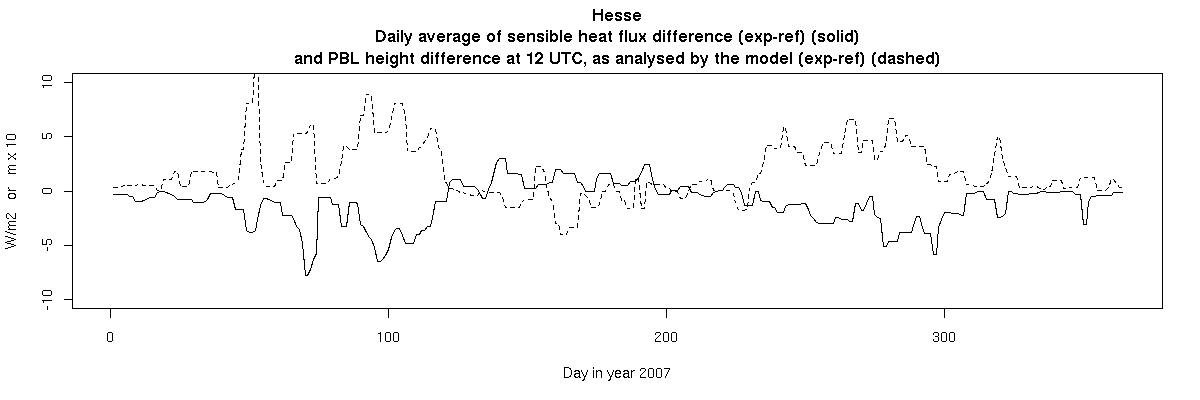 Hesse
Daily average of sensible heat flux difference (exp-ref) (solid)
and PBL height difference at 12 UTC, as analysed by the model (exp-ref) (dashed)
10
5
0
-5
-10
W/m2 or m x 10
0 100 200 300
Day in year 2007